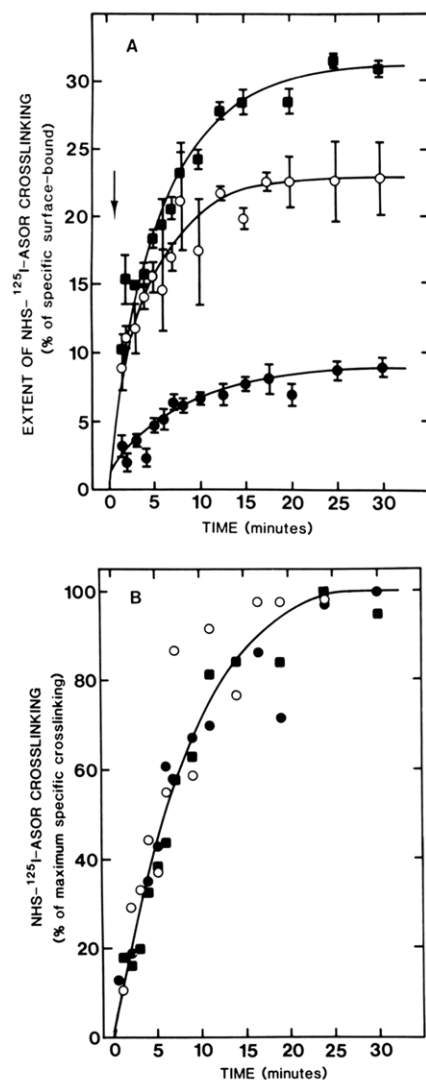 A
30
25
20
15
10
5
0
EXTENT OF NHS-¹²⁵I-ASOR CROSSLINKING
(% of specific surface-bound)
0 5 10 15 20 25 30
TIME (minutes)
B
100
80
60
40
20
0
NHS-¹²⁵I-ASOR CROSSLINKING
(% of maximum specific crosslinking)
0 5 10 15 20 25 30
TIME (minutes)